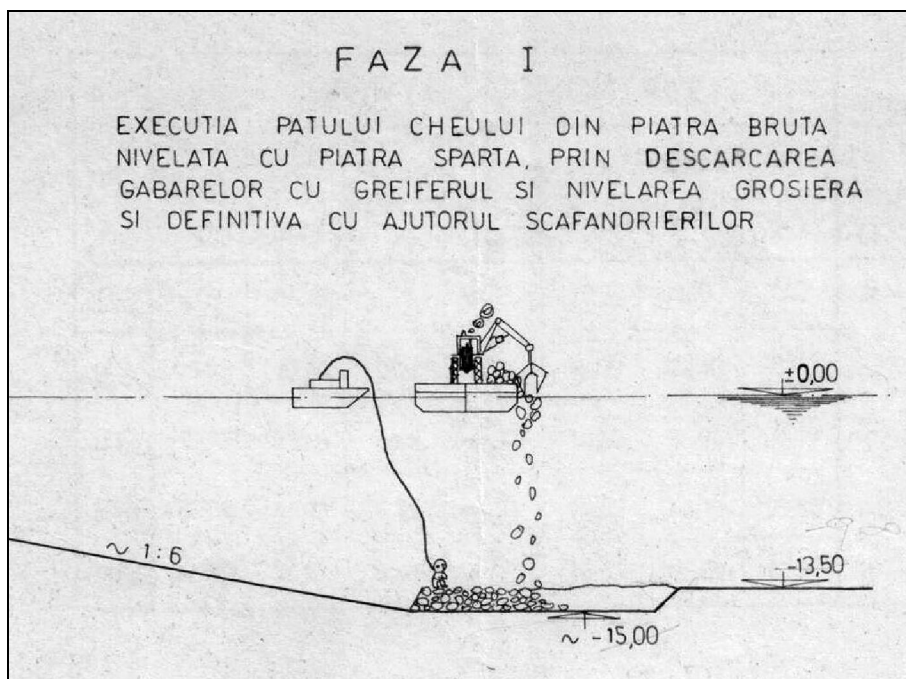 FAZA I
EXECUTIA PATULUI CHEULUI DIN PIATRA BRUTA
NIVELATA CU PIATRA SPARTA, PRIN DESCARCAREA
GABARELOR CU GREIFERUL SI NIVELAREA GROSIERA
SI DEFINITIVA CU AJUTORUL SCAFANDRIERILOR
±0,00
~ 1:6
-13,50
~ -15,00